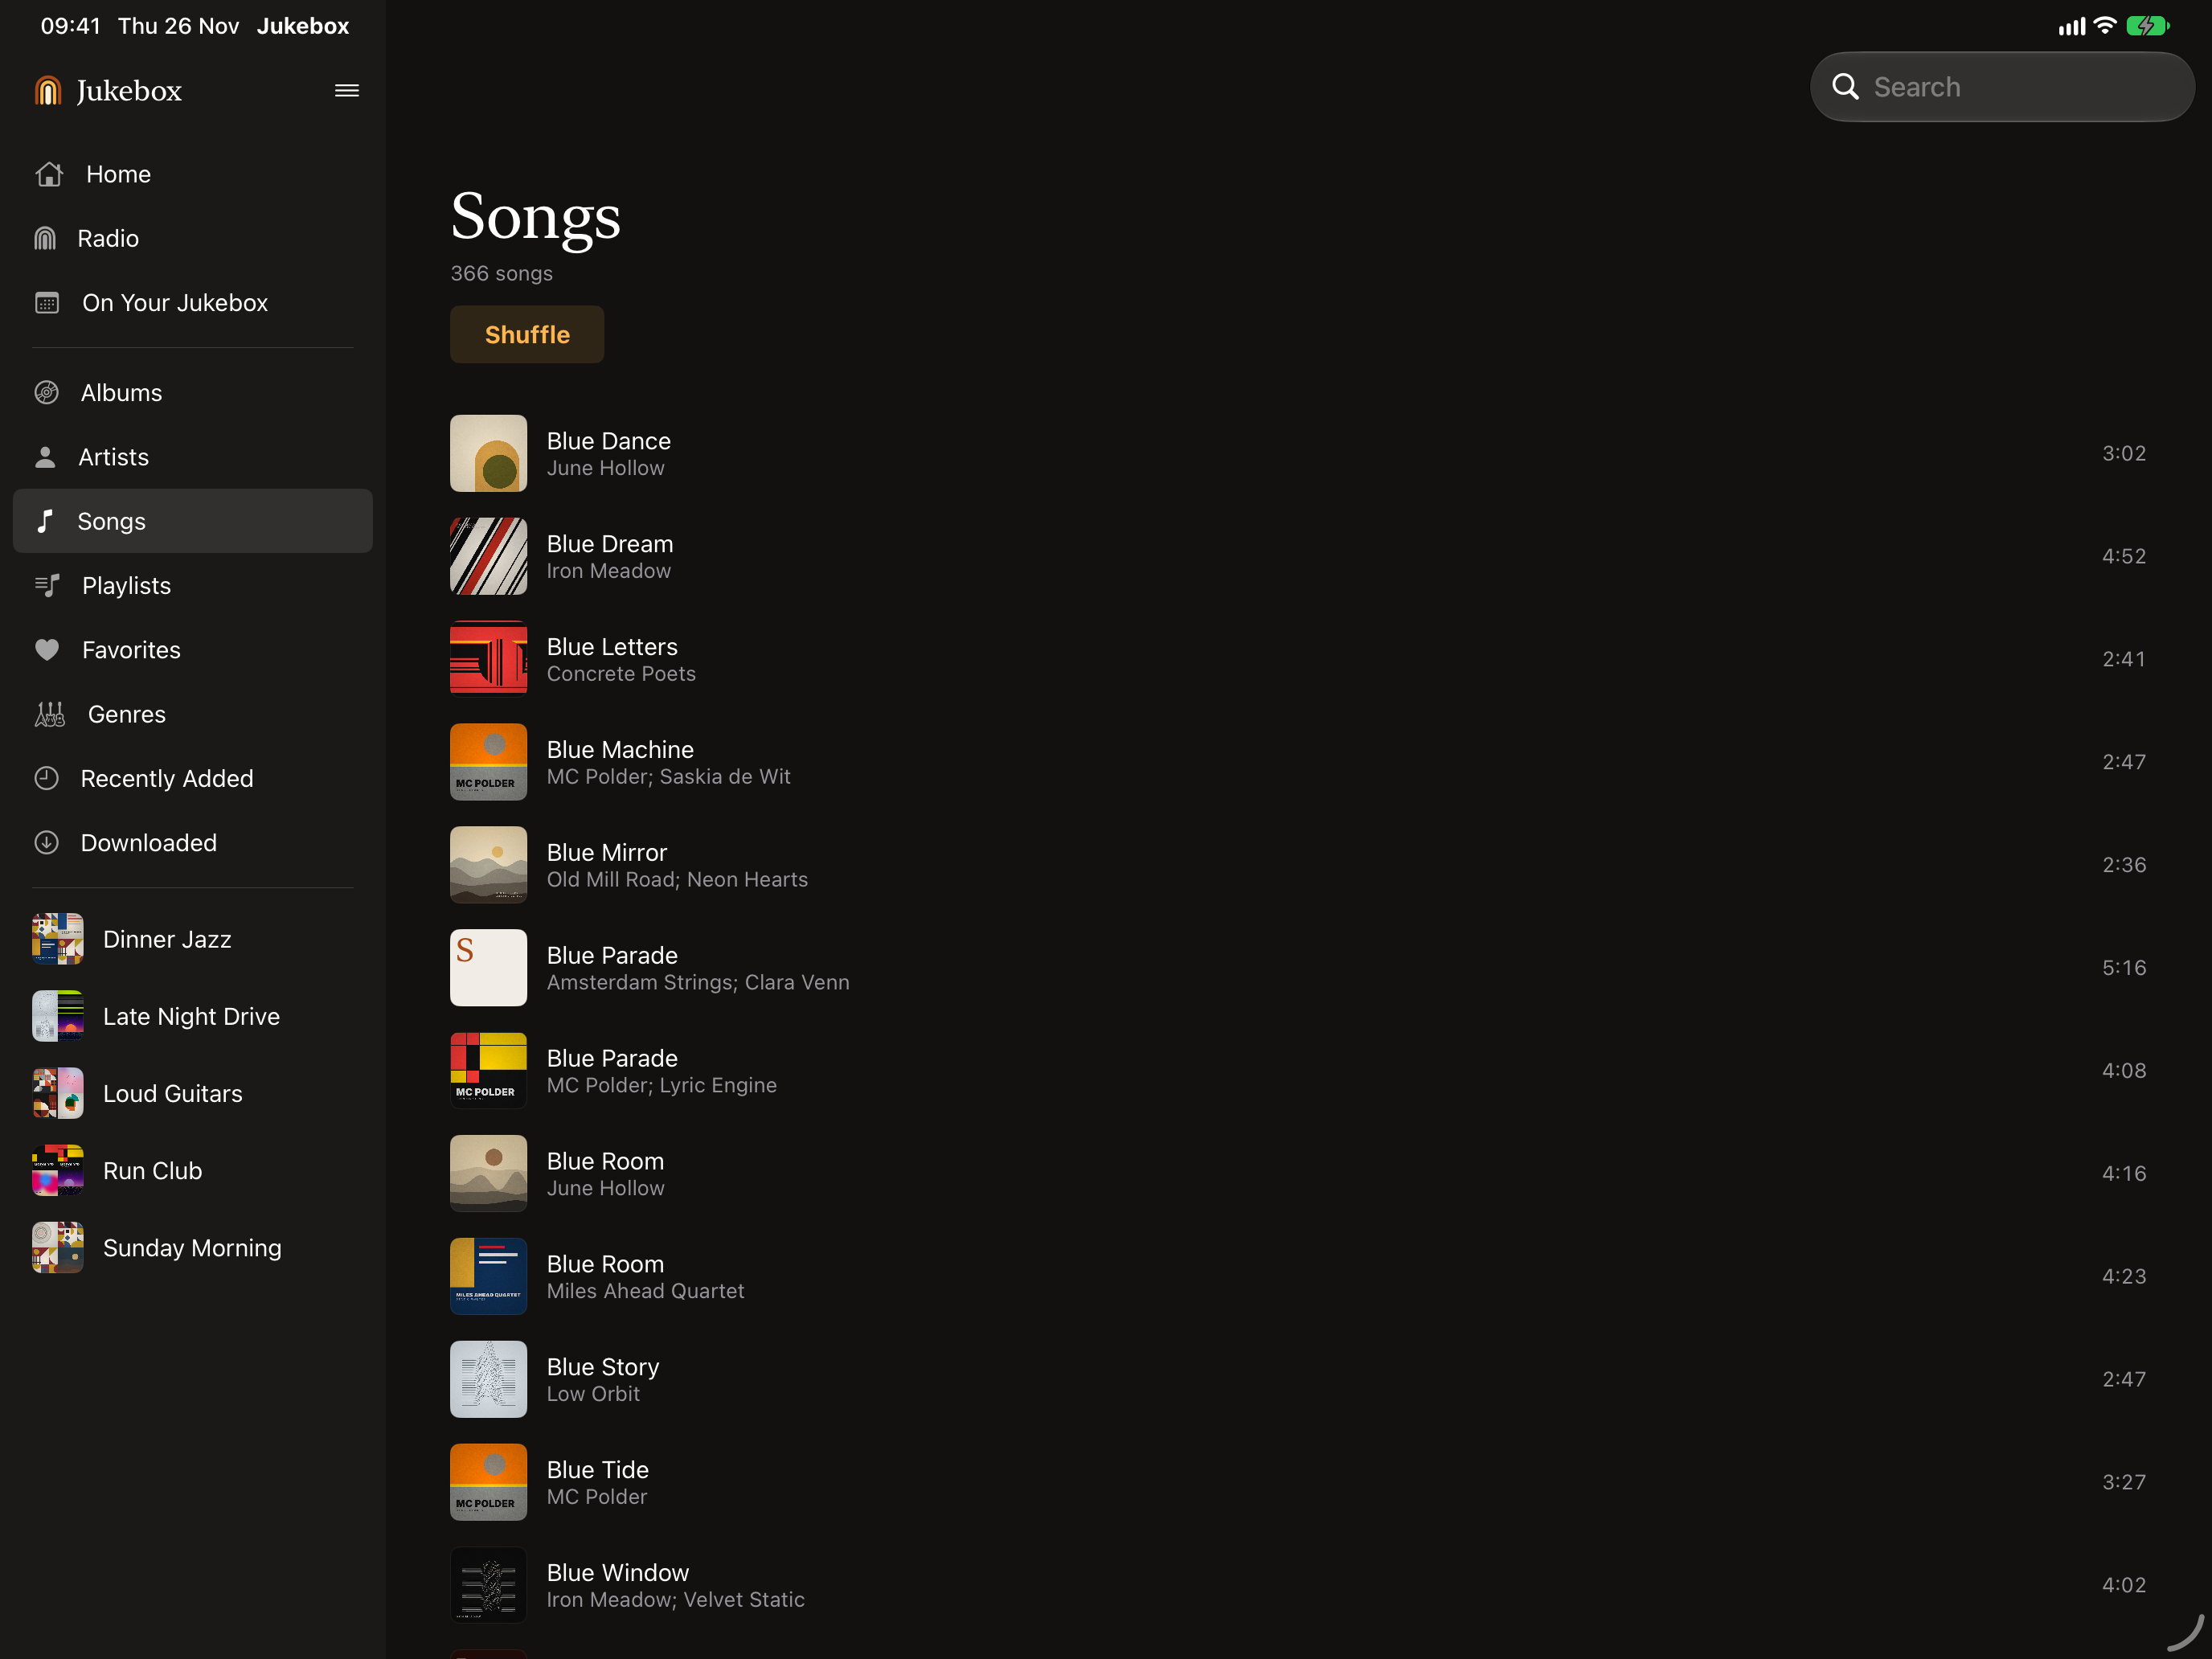 09:41 Thu 26 Nov Jukebox
Jukebox
Home
Radio
On Your Jukebox
Albums
Artists
Songs
Playlists
Favorites
Genres
Recently Added
Downloaded
Dinner Jazz
Late Night Drive
Loud Guitars
Run Club
Sunday Morning
Search
Songs
366 songs
Shuffle
Blue Dance
June Hollow
3:02
Blue Dream
Iron Meadow
4:52
Blue Letters
Concrete Poets
2:41
MC POLDER
Blue Machine
MC Polder; Saskia de Wit
2:47
Blue Mirror
Old Mill Road; Neon Hearts
2:36
S
Blue Parade
Amsterdam Strings; Clara Venn
5:16
MC POLDER
Blue Parade
MC Polder; Lyric Engine
4:08
Blue Room
June Hollow
4:16
MILES AHEAD QUARTET
Blue Room
Miles Ahead Quartet
4:23
Blue Story
Low Orbit
2:47
MC POLDER
Blue Tide
MC Polder
3:27
Blue Window
Iron Meadow; Velvet Static
4:02